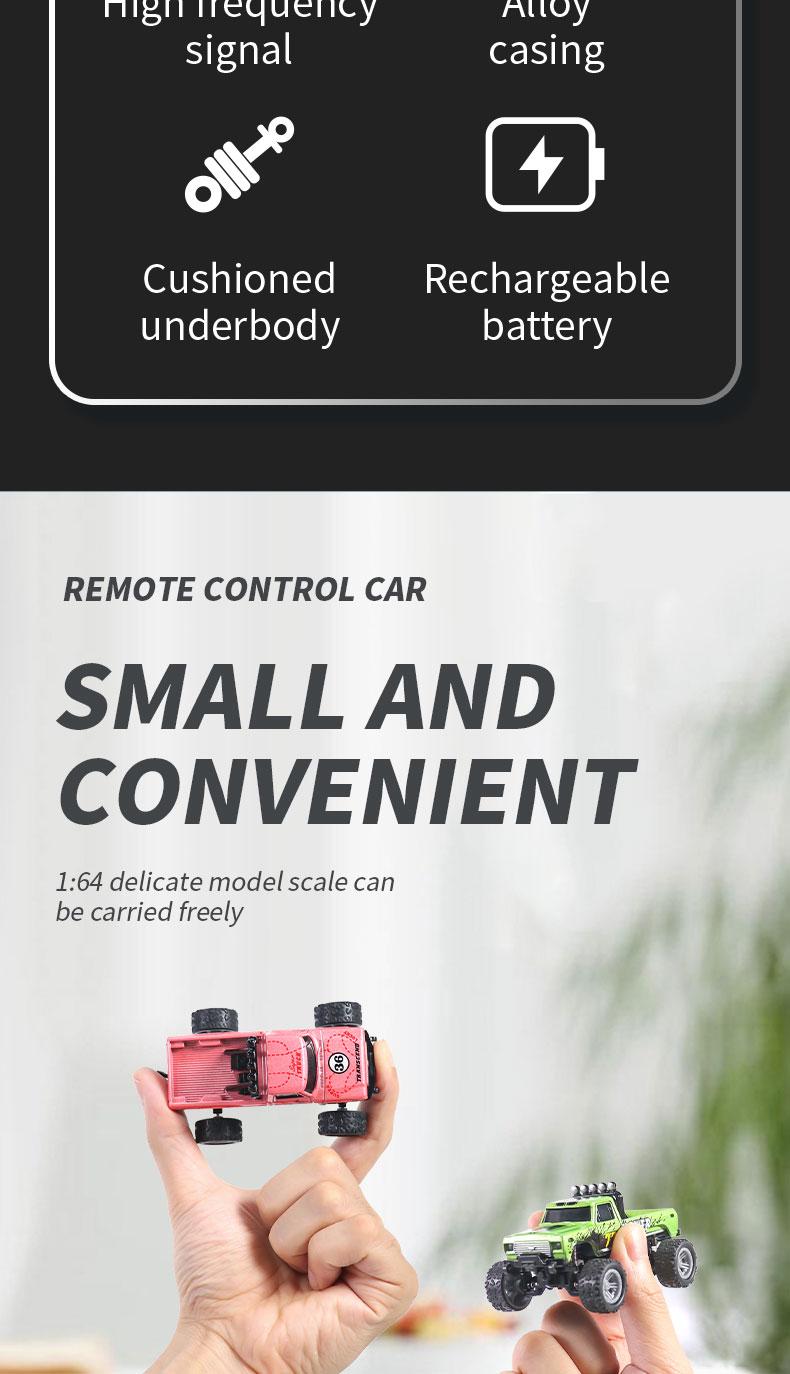 High frequency
signal
Alloy
casing
Cushioned
underbody
Rechargeable
battery
REMOTE CONTROL CAR
SMALL AND
CONVENIENT
1:64 delicate model scale can
be carried freely
36
TRANSCEND